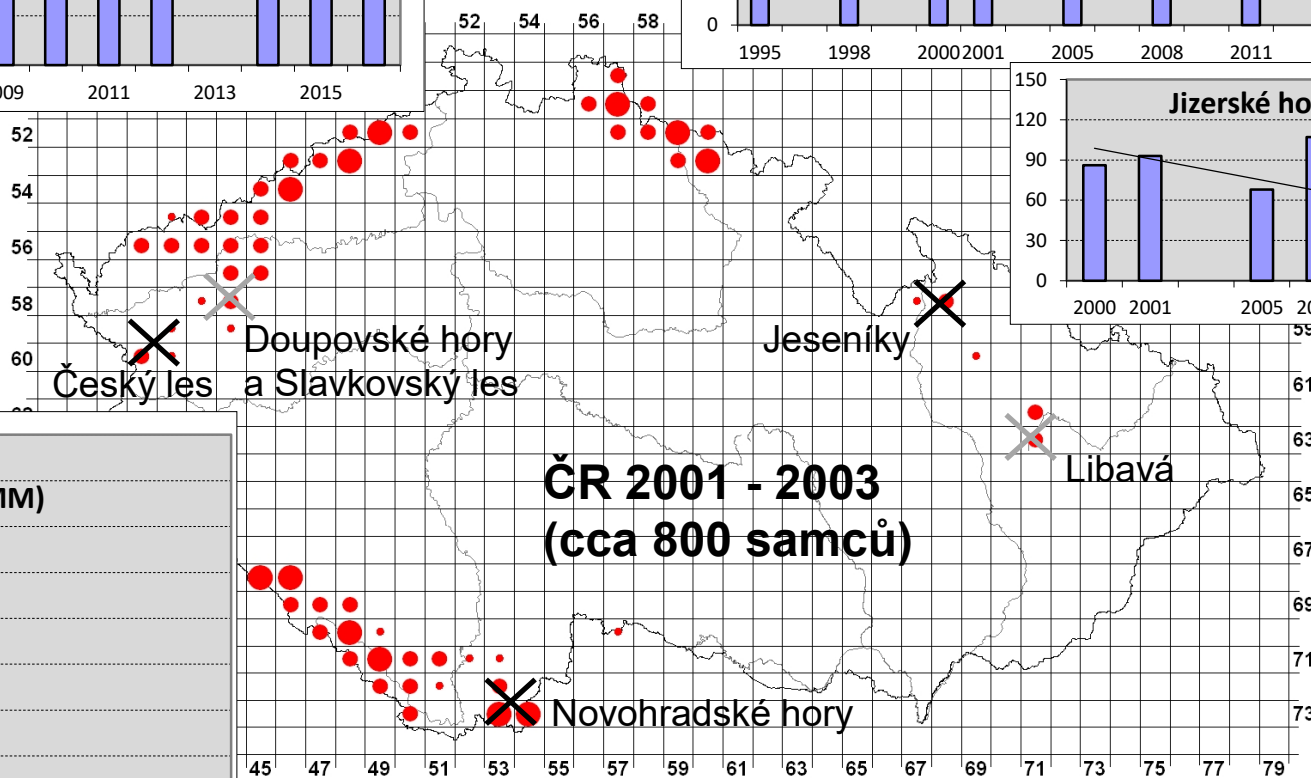 52 54 56 58
0
1995 1998 2000 2001 2005 2008 2011
2011 2013 2015
150
120
90
60
30
0
2000 2001 2005
52
54
56
58
60
Doupovské hory
a Slavkovský les
Český les
Jeseníky
61
63
65
67
69
71
73
Libavá
ČR 2001 - 2003
(cca 800 samců)
Novohradské hory
45 47 49 51 53 55 57 59 61 63 65 67 69 71 73 75 77 79